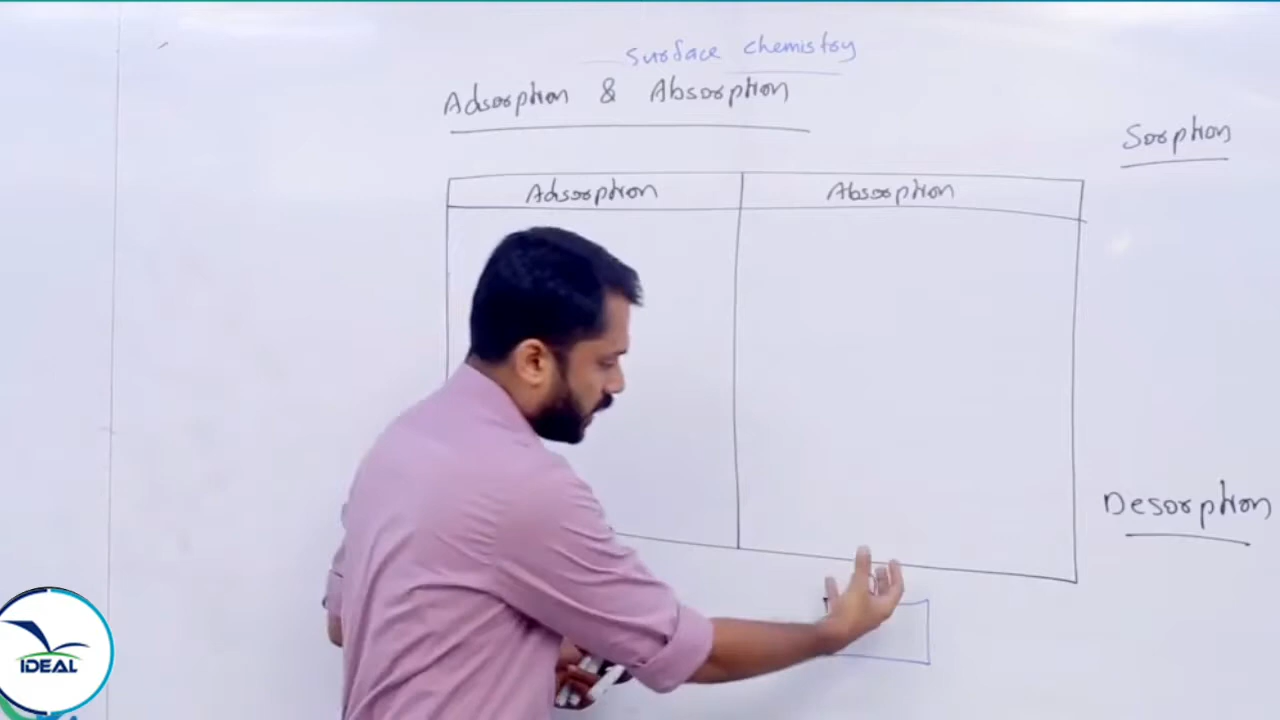 Surface chemistry
Adsorption & Absorption
Sorption
Adsorption
Absorption
Desorption
IDEAL